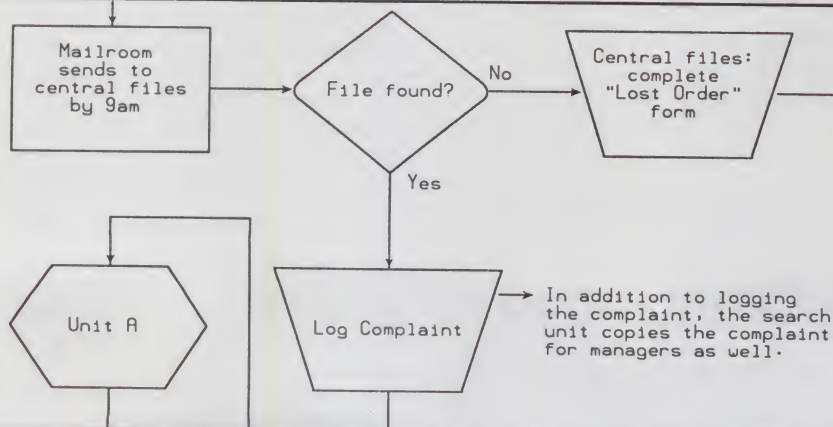 Mailroom
sends to
central files
by 9am
File found?
No
Central files:
complete
"Lost Order"
form
Yes
Unit A
Log Complaint
In addition to logging
the complaint, the search
unit copies the complaint
for managers as well.